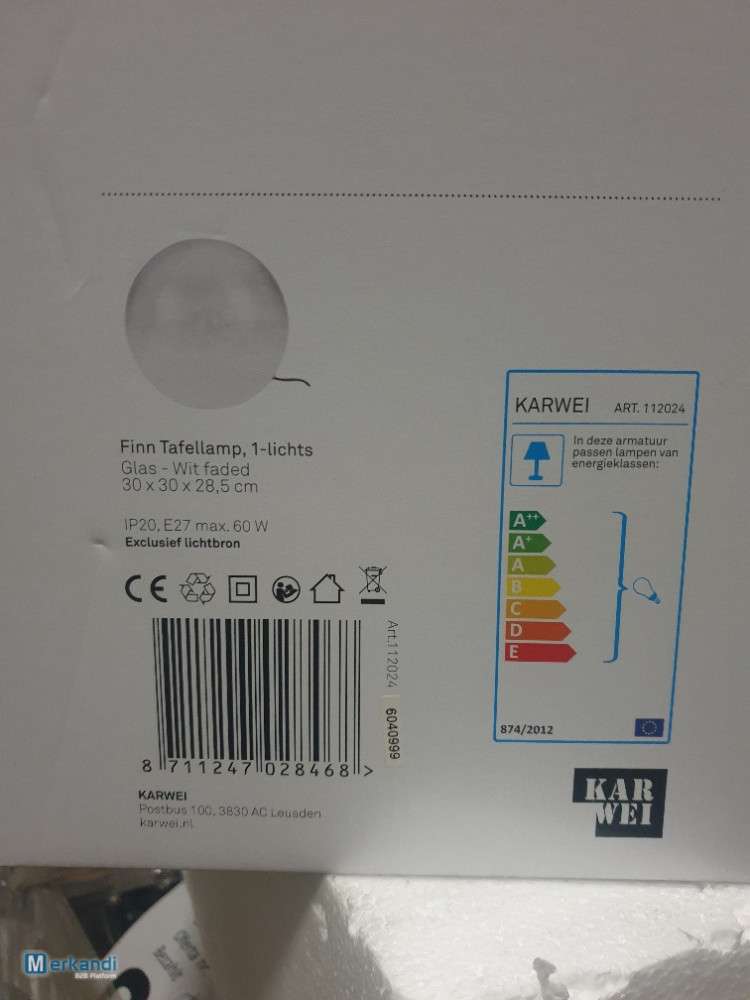 Finn Tafellamp, 1-lichts
Glas - Wit faded
30 x 30 x 28,5 cm
IP20, E27 max. 60 W
Exclusief lichtbron
CE
Art.112024
6040999
8 711247 028468 >
KARWEI
Postbus 100, 3830 AC Leusden
karwei.nl
KARWEI ART. 112024
In deze armatuur
passen lampen van
energieklassen:
A++
A+
A
B
C
D
E
874/2012
KAR
WEI
Merkandi
B2B Platform